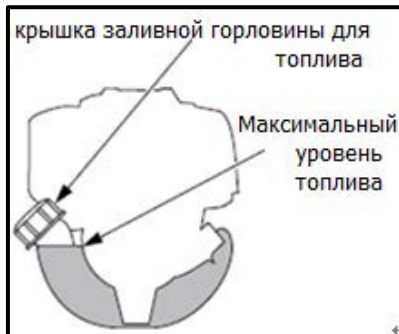 крышка заливной горловины для
топлива
Максимальный
уровень
топлива